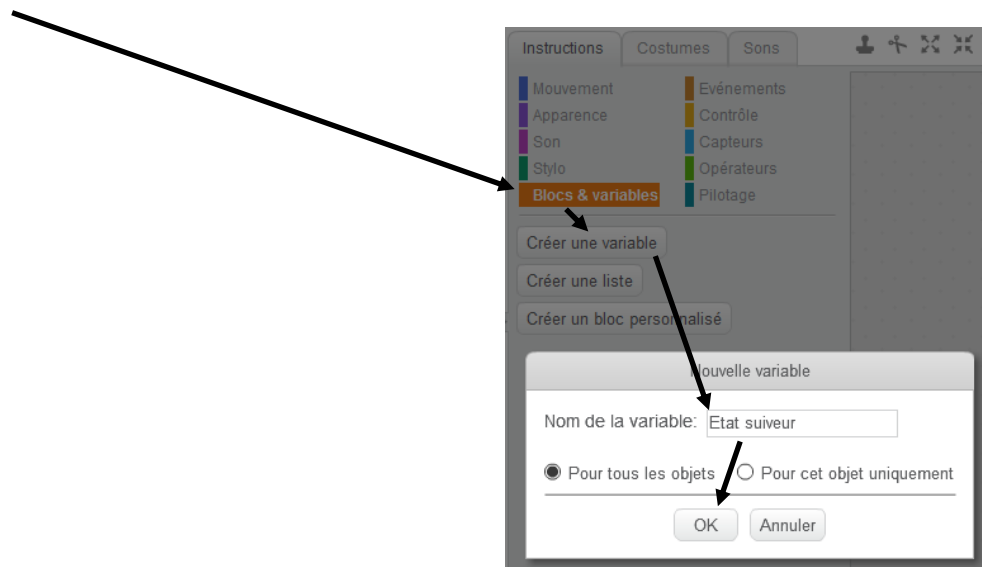 Instructions Costumes Sons
Mouvement Evénements
Apparence Contrôle
Son Capteurs
Stylo Opérateurs
Blocs & variables Pilotage
Créer une variable
Créer une liste
Créer un bloc personnalisé
Nouvelle variable
Nom de la variable: Etat suiveur
Pour tous les objets Pour cet objet uniquement
OK Annuler